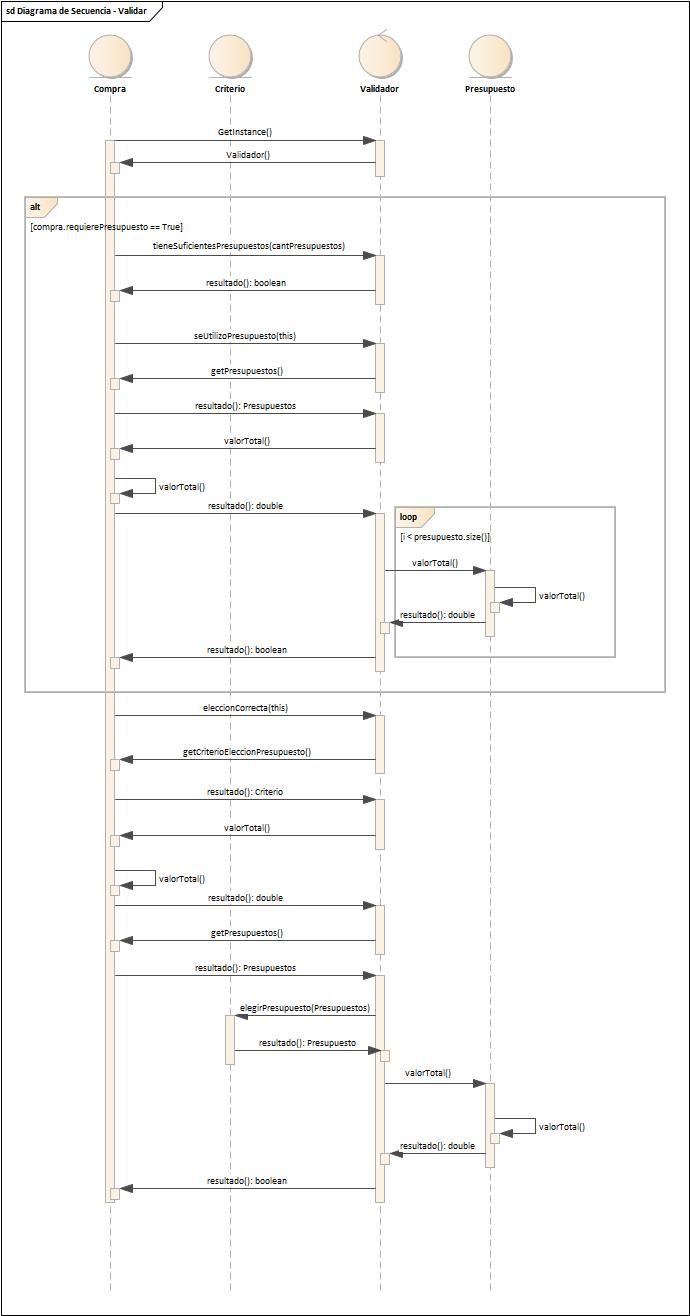 sd Diagrama de Secuencia - Validar
Compra
Criterio
Validador
Presupuesto
GetInstance()
Validador()
alt
[compra.requierePresupuesto == True]
tieneSuficientesPresupuestos(cantPresupuestos)
resultado(): boolean
seUtilizoPresupuesto(this)
getPresupuestos()
resultado(): Presupuestos
valorTotal()
valorTotal()
resultado(): double
loop
[i < presupuesto.size()]
valorTotal()
valorTotal()
resultado(): double
resultado(): boolean
eleccionCorrecta(this)
getCriterioEleccionPresupuesto()
resultado(): Criterio
valorTotal()
valorTotal()
resultado(): double
getPresupuestos()
resultado(): Presupuestos
elegirPresupuesto(Presupuestos)
resultado(): Presupuesto
valorTotal()
valorTotal()
resultado(): double
resultado(): boolean